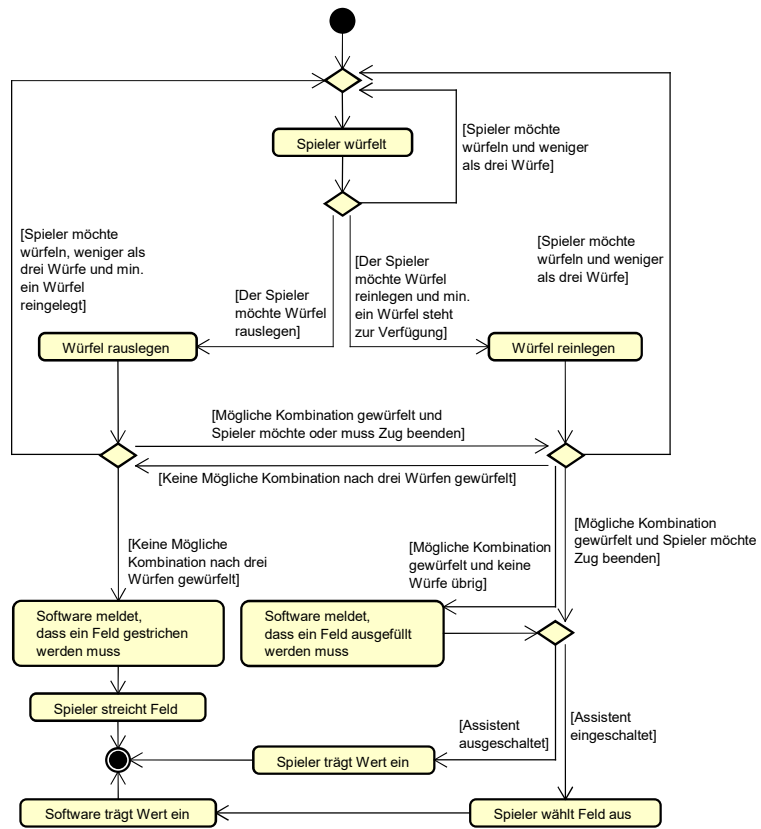 Spieler würfelt
[Spieler möchte
würfeln und weniger
als drei Würfe]
[Spieler möchte
würfeln, weniger als
drei Würfe und min.
ein Würfel
reingelegt]
[Der Spieler
möchte Würfel
rauslegen]
[Der Spieler
möchte Würfel
reinlegen und min.
ein Würfel steht
zur Verfügung]
[Spieler möchte
würfeln und weniger
als drei Würfe]
Würfel rauslegen
Würfel reinlegen
[Mögliche Kombination gewürfelt und
Spieler möchte oder muss Zug beenden]
[Keine Mögliche Kombination nach drei Würfen gewürfelt]
[Keine Mögliche
Kombination nach drei
Würfen gewürfelt]
[Mögliche Kombination
gewürfelt und keine
Würfe übrig]
[Mögliche Kombination
gewürfelt und Spieler möchte
Zug beenden]
Software meldet,
dass ein Feld gestrichen
werden muss
Software meldet,
dass ein Feld ausgefüllt
werden muss
Spieler streicht Feld
[Assistent
ausgeschaltet]
[Assistent
eingeschaltet]
Spieler trägt Wert ein
Software trägt Wert ein
Spieler wählt Feld aus